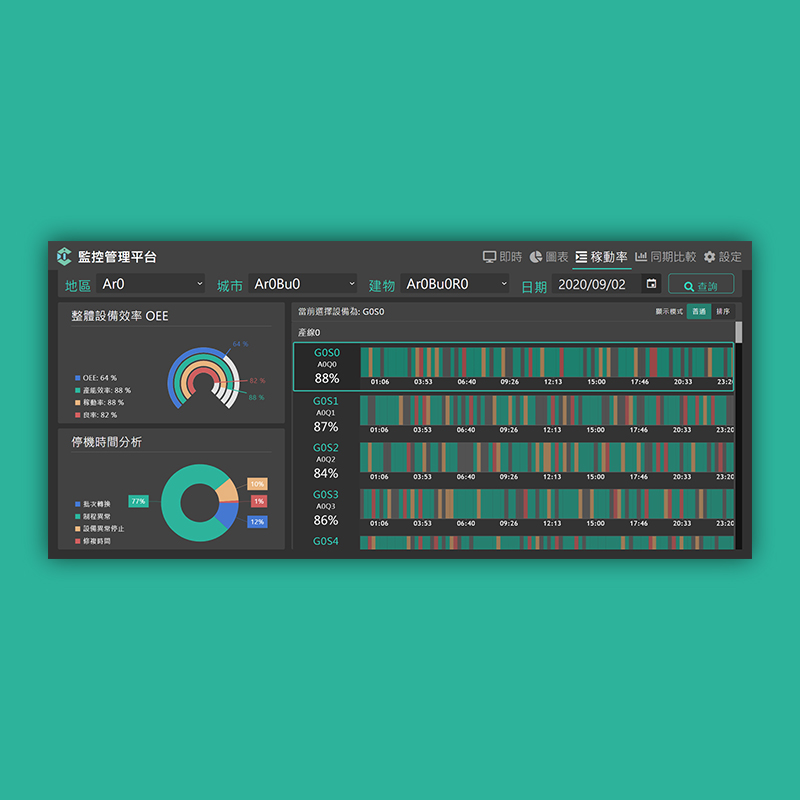 監控管理平台
即時 圖表 稼動率 同期比較 設定
地區 Ar0 城市 Ar0Bu0 建物 Ar0Bu0R0 日期 2020/09/02 查詢
整體設備效率 OEE
64 %
82 %
88 %
OEE: 64 %
產能效率: 88 %
稼動率: 88 %
良率: 82 %
停機時間分析
77%
10%
1%
12%
批次轉換
製程異常
設備異常停止
修複時間
當前選擇設備為: G0S0 顯示模式 普通 排序
產線0
G0S0
A0Q0
88%
01:06 03:53 06:40 09:26 12:13 15:00 17:46 20:33 23:20
G0S1
A0Q1
87%
01:06 03:53 06:40 09:26 12:13 15:00 17:46 20:33 23:20
G0S2
A0Q2
84%
01:06 03:53 06:40 09:26 12:13 15:00 17:46 20:33 23:20
G0S3
A0Q3
86%
01:06 03:53 06:40 09:26 12:13 15:00 17:46 20:33 23:20
G0S4